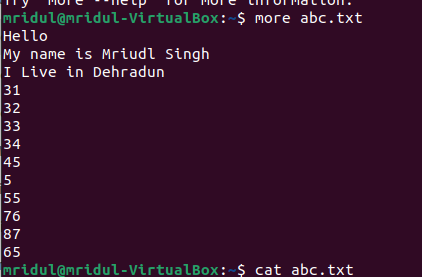 Try 'more --help' for more information.
mridul@mridul-VirtualBox:~$ more abc.txt
Hello
My name is Mriudl Singh
I Live in Dehradun
31
32
33
34
45
5
55
76
87
65
mridul@mridul-VirtualBox:~$ cat abc.txt